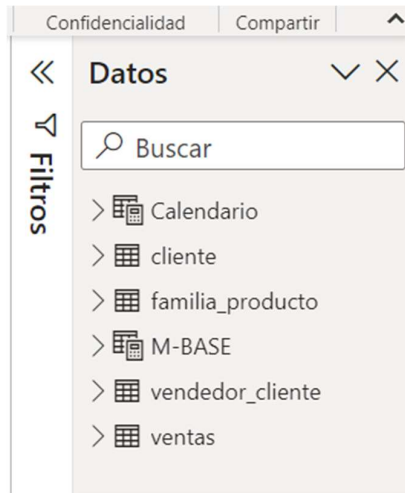 Confidencialidad Compartir
Datos
Filtros
Buscar
Calendario
cliente
familia_producto
M-BASE
vendedor_cliente
ventas